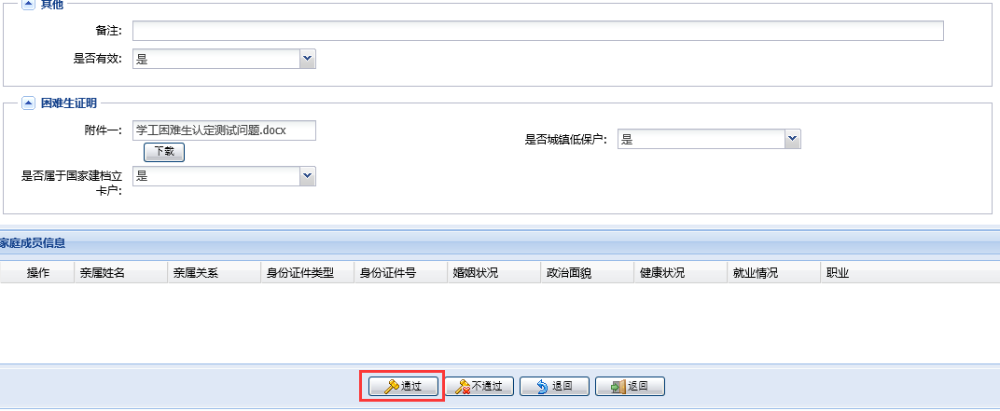 其他
备注:
是否有效: 是
困难生证明
附件一: 学工困难生认定测试问题.docx
下载
是否城镇低保户: 是
是否属于国家建档立 是
卡户:
家庭成员信息
操作 亲属姓名 亲属关系 身份证件类型 身份证件号 婚姻状况 政治面貌 健康状况 就业情况 职业
通过 不通过 退回 返回